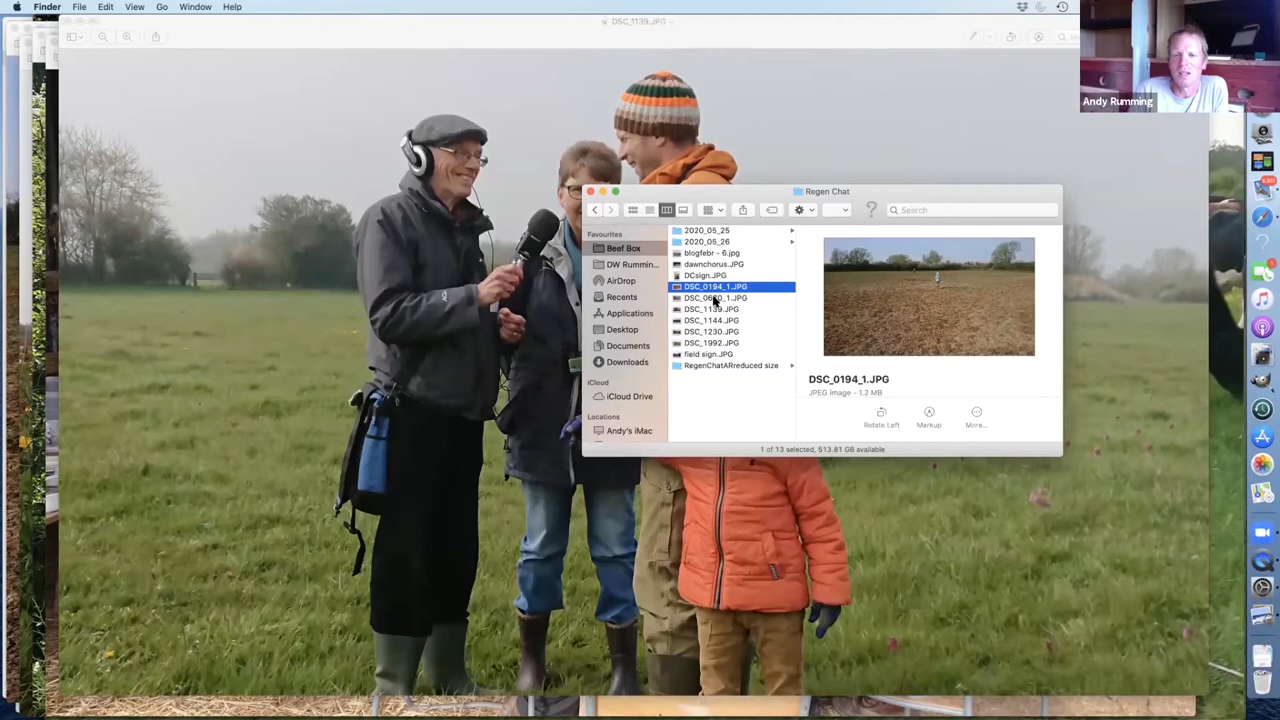 Finder File Edit View Go Window Help
DSC_1139.JPG
Andy Rumming
Regen Chat
Search
Favourites
Beef Box
DW Rummin...
AirDrop
Recents
Applications
Desktop
Documents
Downloads
iCloud
iCloud Drive
Locations
Andy's iMac
2020_05_25
2020_05_26
blogfebr - 6.jpg
dawnchorus.JPG
DCsign.JPG
DSC_0194_1.JPG
DSC_1139.JPG
DSC_1144.JPG
DSC_1230.JPG
DSC_1992.JPG
field sign.JPG
RegenChatARreduced size
DSC_0194_1.JPG
JPEG image - 1.2 MB
Rotate Left Markup More...
1 of 13 selected, 513.81 GB available